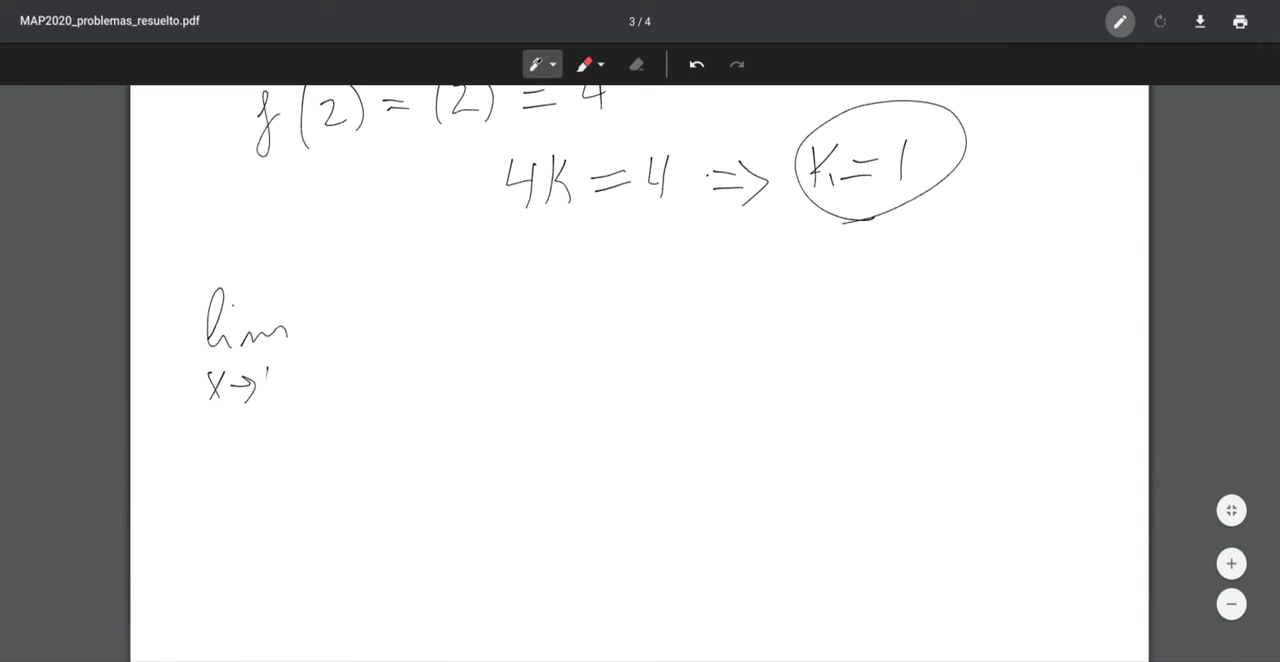 MAP2020_problemas_resuelto.pdf
3 / 4
f(2) = (2) = 4
4K = 4 => K = 1
lim
x→